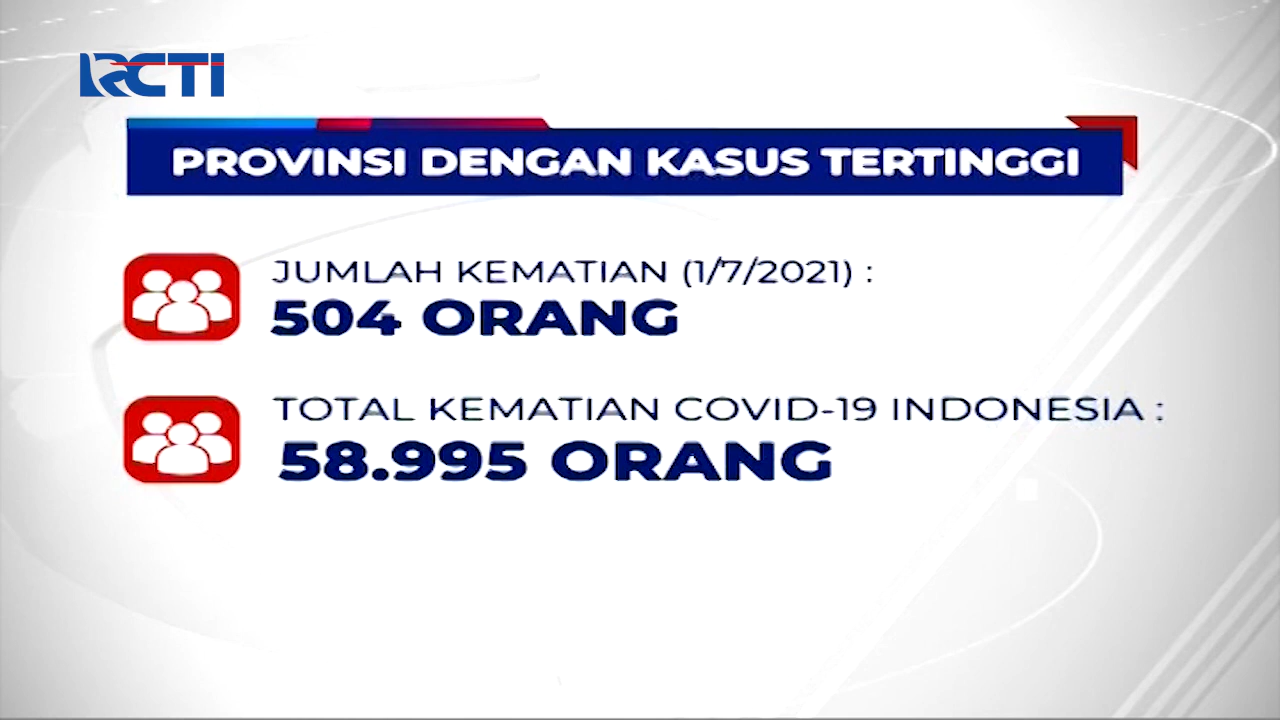 RCTI
PROVINSI DENGAN KASUS TERTINGGI
JUMLAH KEMATIAN (1/7/2021) :
504 ORANG
TOTAL KEMATIAN COVID-19 INDONESIA :
58.995 ORANG